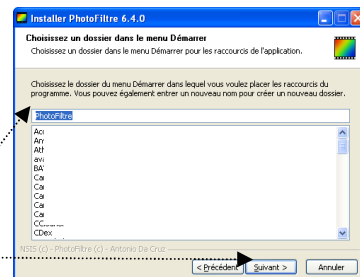 Installer PhotoFiltre 6.4.0
Choisissez un dossier dans le menu Démarrer
Choisissez un dossier dans le menu Démarrer pour les raccourcis de l'application.
Choisissez le dossier du menu Démarrer dans lequel vous voulez placer les raccourcis du
programme. Vous pouvez également entrer un nouveau nom pour créer un nouveau dossier.
PhotoFiltre
CDex
NSIS (c) - PhotoFiltre (c) - Antonio Da Cruz
< Précédent
Suivant >
Annuler